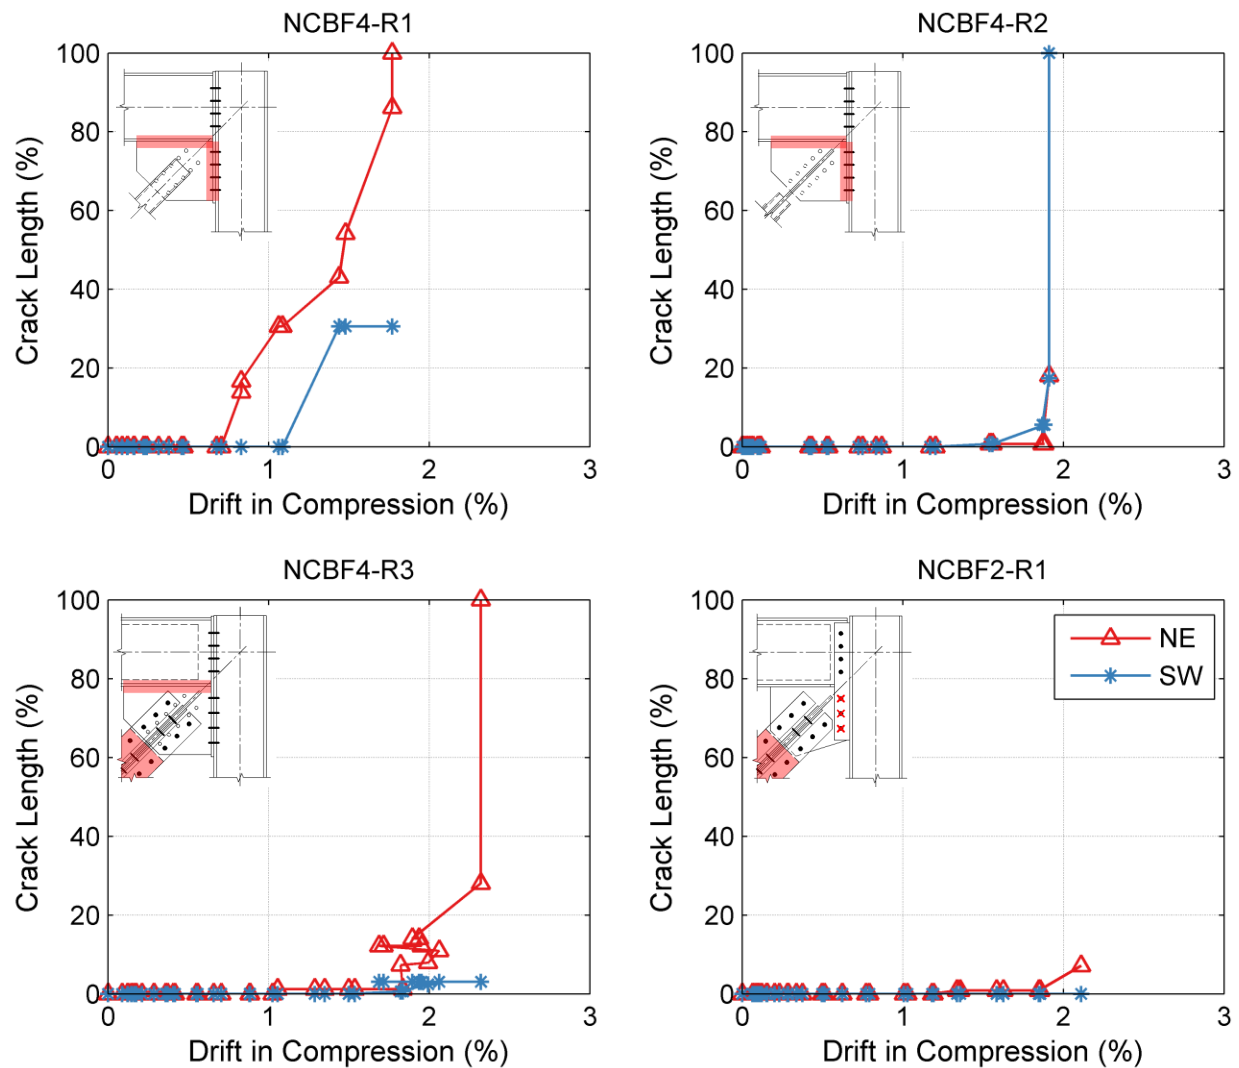 NCBF4-R1
100
80
60
40
20
0
0
1
2
3
Crack Length (%)
Drift in Compression (%)
NCBF4-R2
100
80
60
40
20
0
0
1
2
3
Crack Length (%)
Drift in Compression (%)
NCBF4-R3
100
80
60
40
20
0
0
1
2
3
Crack Length (%)
Drift in Compression (%)
NCBF2-R1
NE
SW
100
80
60
40
20
0
0
1
2
3
Crack Length (%)
Drift in Compression (%)